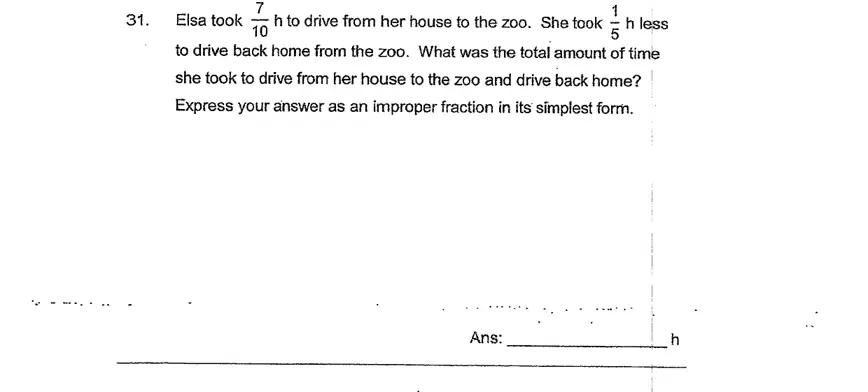 31. Elsa took 7/10 h to drive from her house to the zoo. She took 1/5 h less
to drive back home from the zoo. What was the total amount of time
she took to drive from her house to the zoo and drive back home?
Express your answer as an improper fraction in its simplest form.
Ans: ____________ h